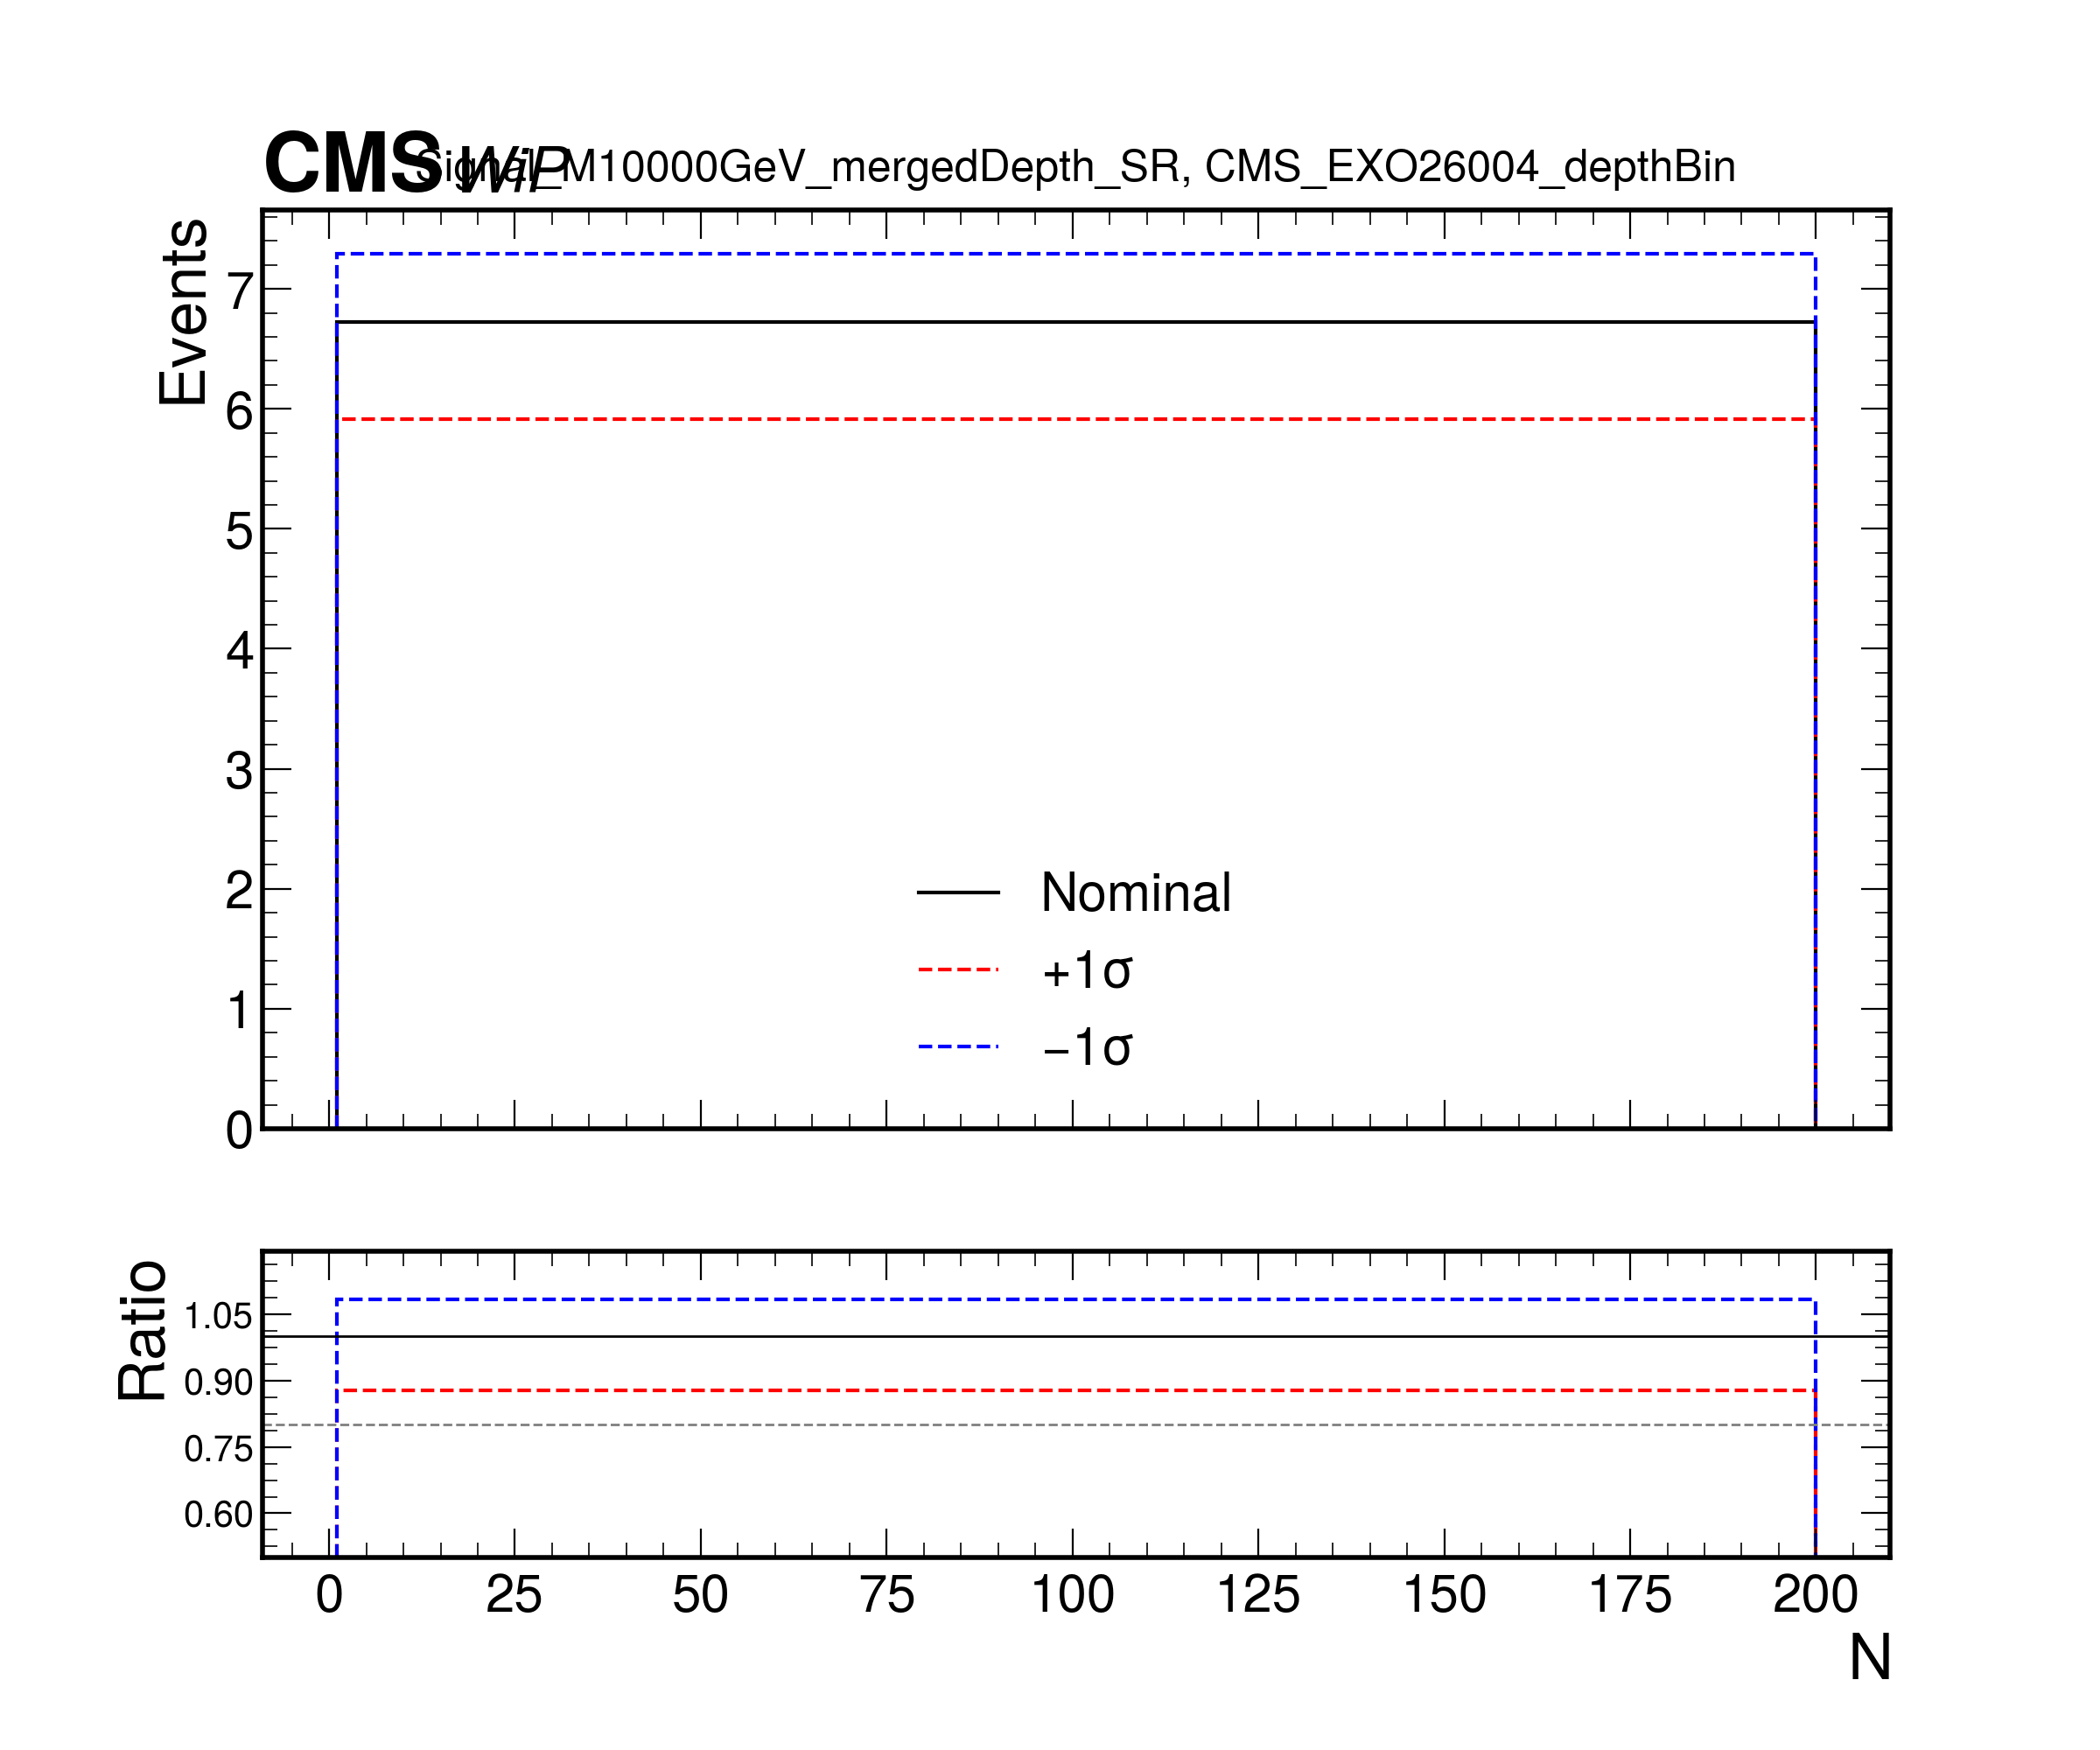 CMS WiP
Signal_M10000GeV_mergedDepth_SR, CMS_EXO26004_depthBin
Events
7
6
5
4
3
2
1
0
Nominal
+1σ
−1σ
Ratio
1.05
0.90
0.75
0.60
0 25 50 75 100 125 150 175 200
N